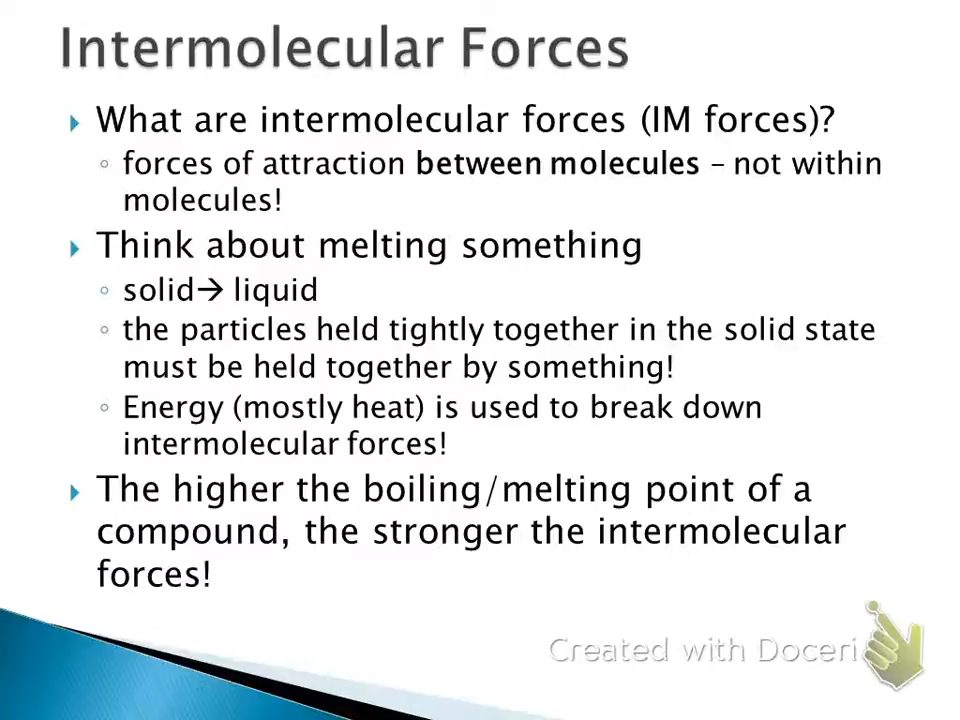 Intermolecular Forces
What are intermolecular forces (IM forces)?
forces of attraction between molecules – not within
molecules!
Think about melting something
solid→ liquid
the particles held tightly together in the solid state
must be held together by something!
Energy (mostly heat) is used to break down
intermolecular forces!
The higher the boiling/melting point of a
compound, the stronger the intermolecular
forces!
Created with Doceri